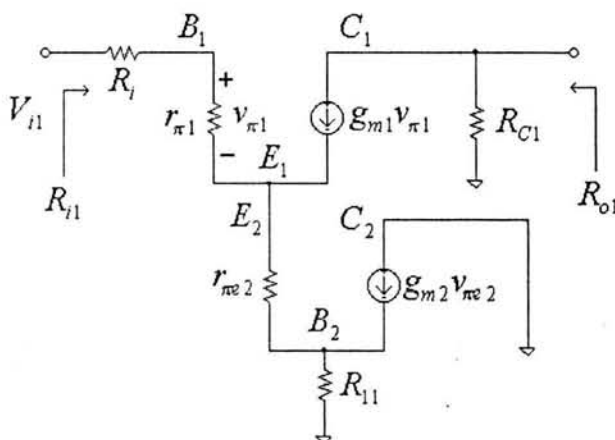 B1
C1
Vi1
Ri
+
rπ1
vπ1
−
gm1vπ1
RC1
Ri1
E1
Ro1
E2
C2
rπe2
gm2vπe2
B2
R11